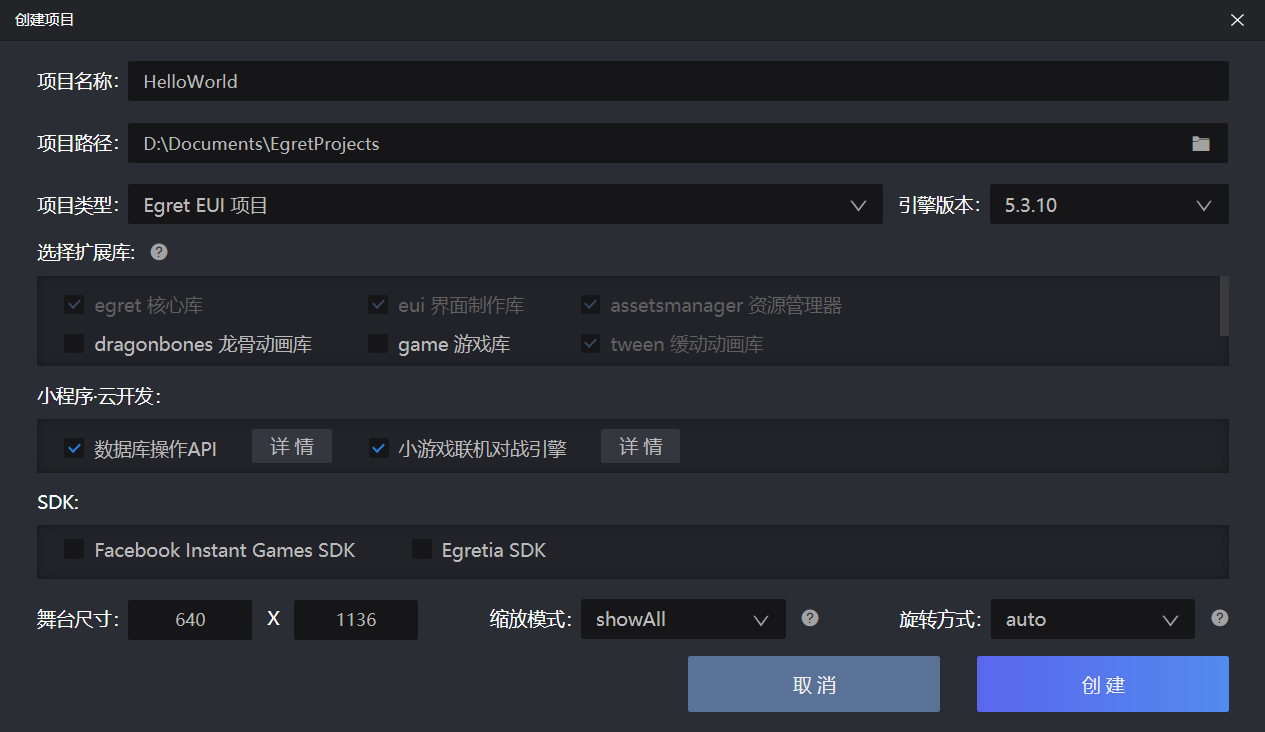 创建项目
项目名称: HelloWorld
项目路径: D:\Documents\EgretProjects
项目类型: Egret EUI 项目 引擎版本: 5.3.10
选择扩展库: ?
egret 核心库 eui 界面制作库 assetsmanager 资源管理器
dragonbones 龙骨动画库 game 游戏库 tween 缓动动画库
小程序·云开发:
数据库操作API 详 情 小游戏联机对战引擎 详 情
SDK:
Facebook Instant Games SDK Egretia SDK
舞台尺寸: 640 X 1136 缩放模式: showAll ? 旋转方式: auto ?
取 消 创 建